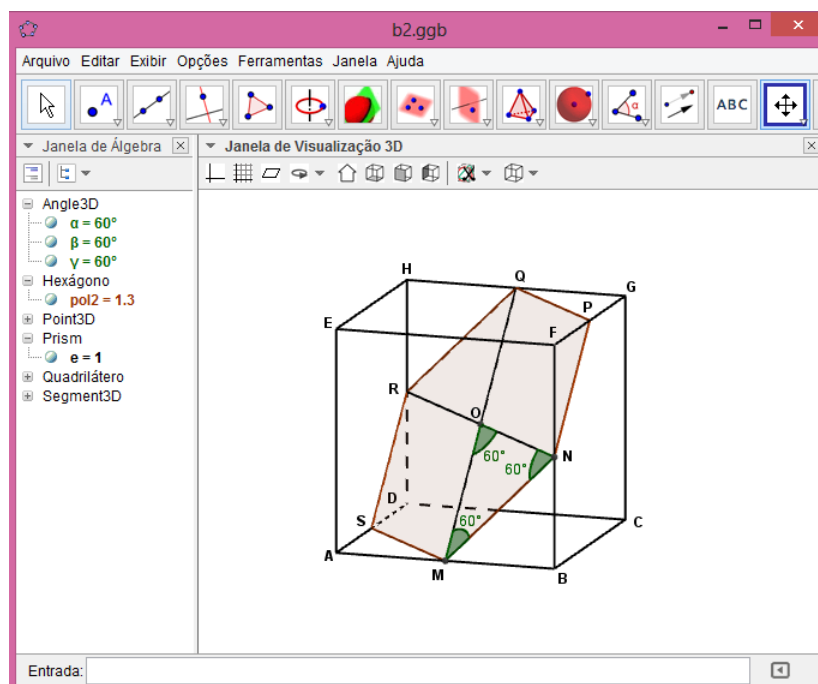 b2.ggb
Arquivo Editar Exibir Opções Ferramentas Janela Ajuda
A
α
ABC
Janela de Álgebra
Janela de Visualização 3D
Angle3D
α = 60°
β = 60°
γ = 60°
Hexágono
pol2 = 1.3
Point3D
Prism
e = 1
Quadrilátero
Segment3D
H
Q
G
P
E
F
R
O
60°
60°
N
D
S
60°
C
A
M
B
Entrada: